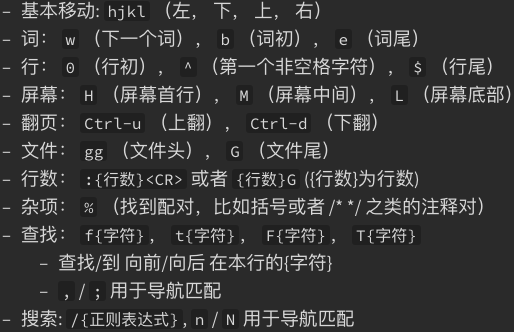 - 基本移动: hjkl （左， 下， 上， 右）
- 词： w （下一个词）， b （词初）， e （词尾）
- 行： 0 （行初）， ^ （第一个非空格字符）， $ （行尾）
- 屏幕： H （屏幕首行）， M （屏幕中间）， L （屏幕底部）
- 翻页： Ctrl-u （上翻）， Ctrl-d （下翻）
- 文件： gg （文件头）， G （文件尾）
- 行数： :{行数}<CR> 或者 {行数}G ({行数}为行数)
- 杂项： % （找到配对，比如括号或者 /* */ 之类的注释对）
- 查找： f{字符}， t{字符}， F{字符}， T{字符}
- 查找/到 向前/向后 在本行的{字符}
- , / ; 用于导航匹配
- 搜索: /{正则表达式}, n / N 用于导航匹配